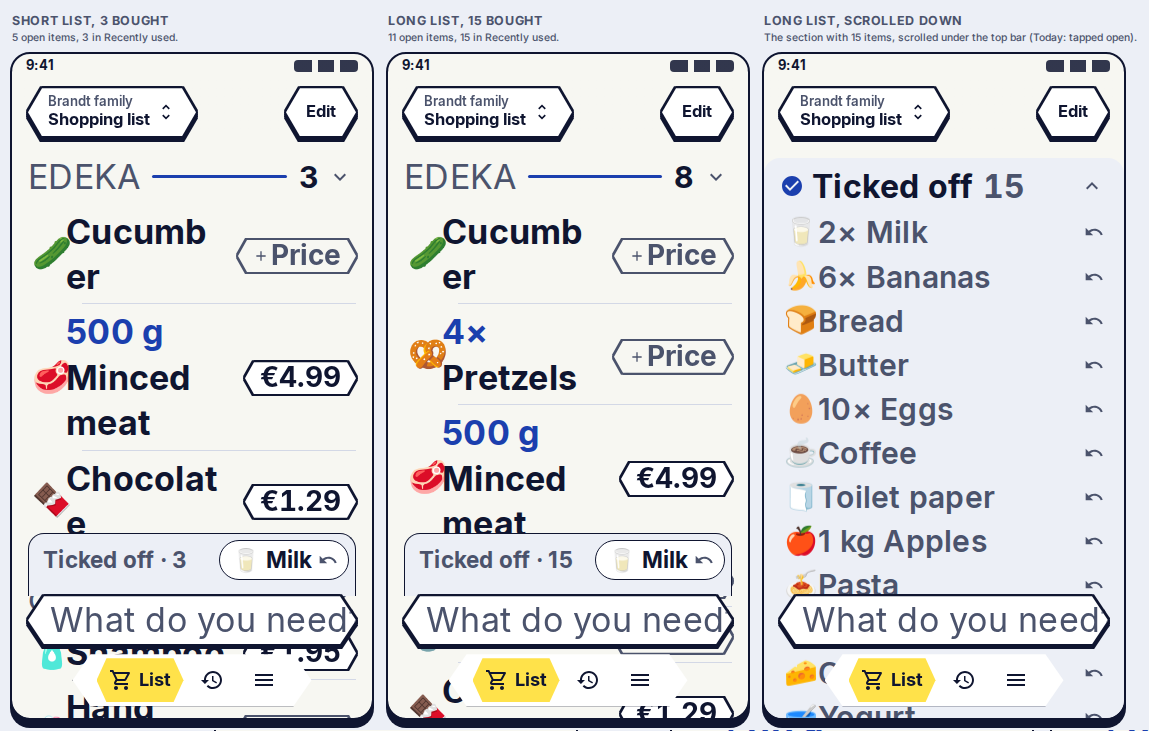 SHORT LIST, 3 BOUGHT
5 open items, 3 in Recently used.
9:41
Brandt family
Shopping list
Edit
EDEKA 3
Cucumb
er
+ Price
500 g
Minced
meat
€4.99
Chocolat
e
€1.29
Ticked off · 3
Milk
What do you need
Shampoo
List
Hand
LONG LIST, 15 BOUGHT
11 open items, 15 in Recently used.
9:41
Brandt family
Shopping list
Edit
EDEKA 8
Cucumb
er
+ Price
4×
Pretzels
+ Price
500 g
Minced
meat
€4.99
Ticked off · 15
Milk
What do you need
List
€1.29
LONG LIST, SCROLLED DOWN
The section with 15 items, scrolled under the top bar (Today: tapped open).
9:41
Brandt family
Shopping list
Edit
Ticked off 15
2× Milk
6× Bananas
Bread
Butter
10× Eggs
Coffee
Toilet paper
1 kg Apples
Pasta
What do you need
List
Yogurt